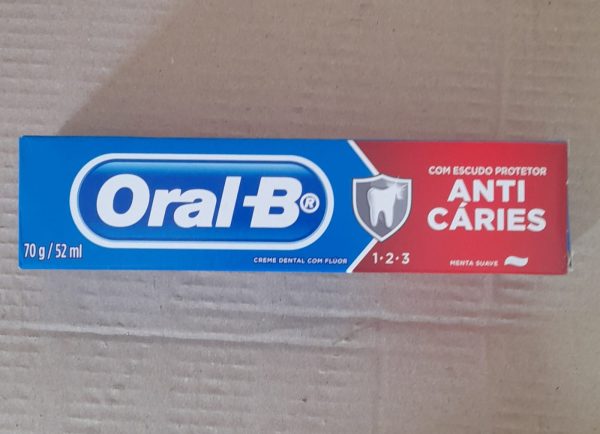 Oral-B®
70 g / 52 ml
CREME DENTAL COM FLÚOR
1·2·3
COM ESCUDO PROTETOR
ANTI
CÁRIES
MENTA SUAVE